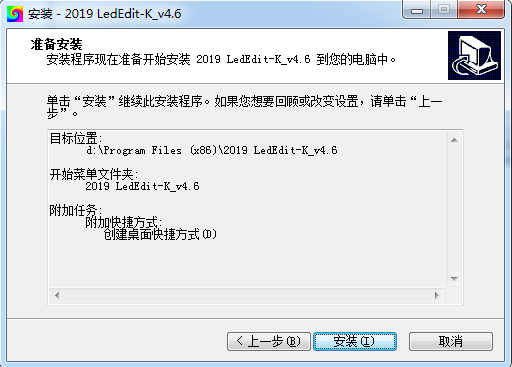 安装 - 2019 LedEdit-K_v4.6
准备安装
安装程序现在准备开始安装 2019 LedEdit-K_v4.6 到您的电脑中。
单击“安装”继续此安装程序。如果您想要回顾或改变设置，请单击“上一
步”。
目标位置:
d:\Program Files (x86)\2019 LedEdit-K_v4.6
开始菜单文件夹:
2019 LedEdit-K_v4.6
附加任务:
附加快捷方式:
创建桌面快捷方式(D)
< 上一步(B)
安装(I)
取消